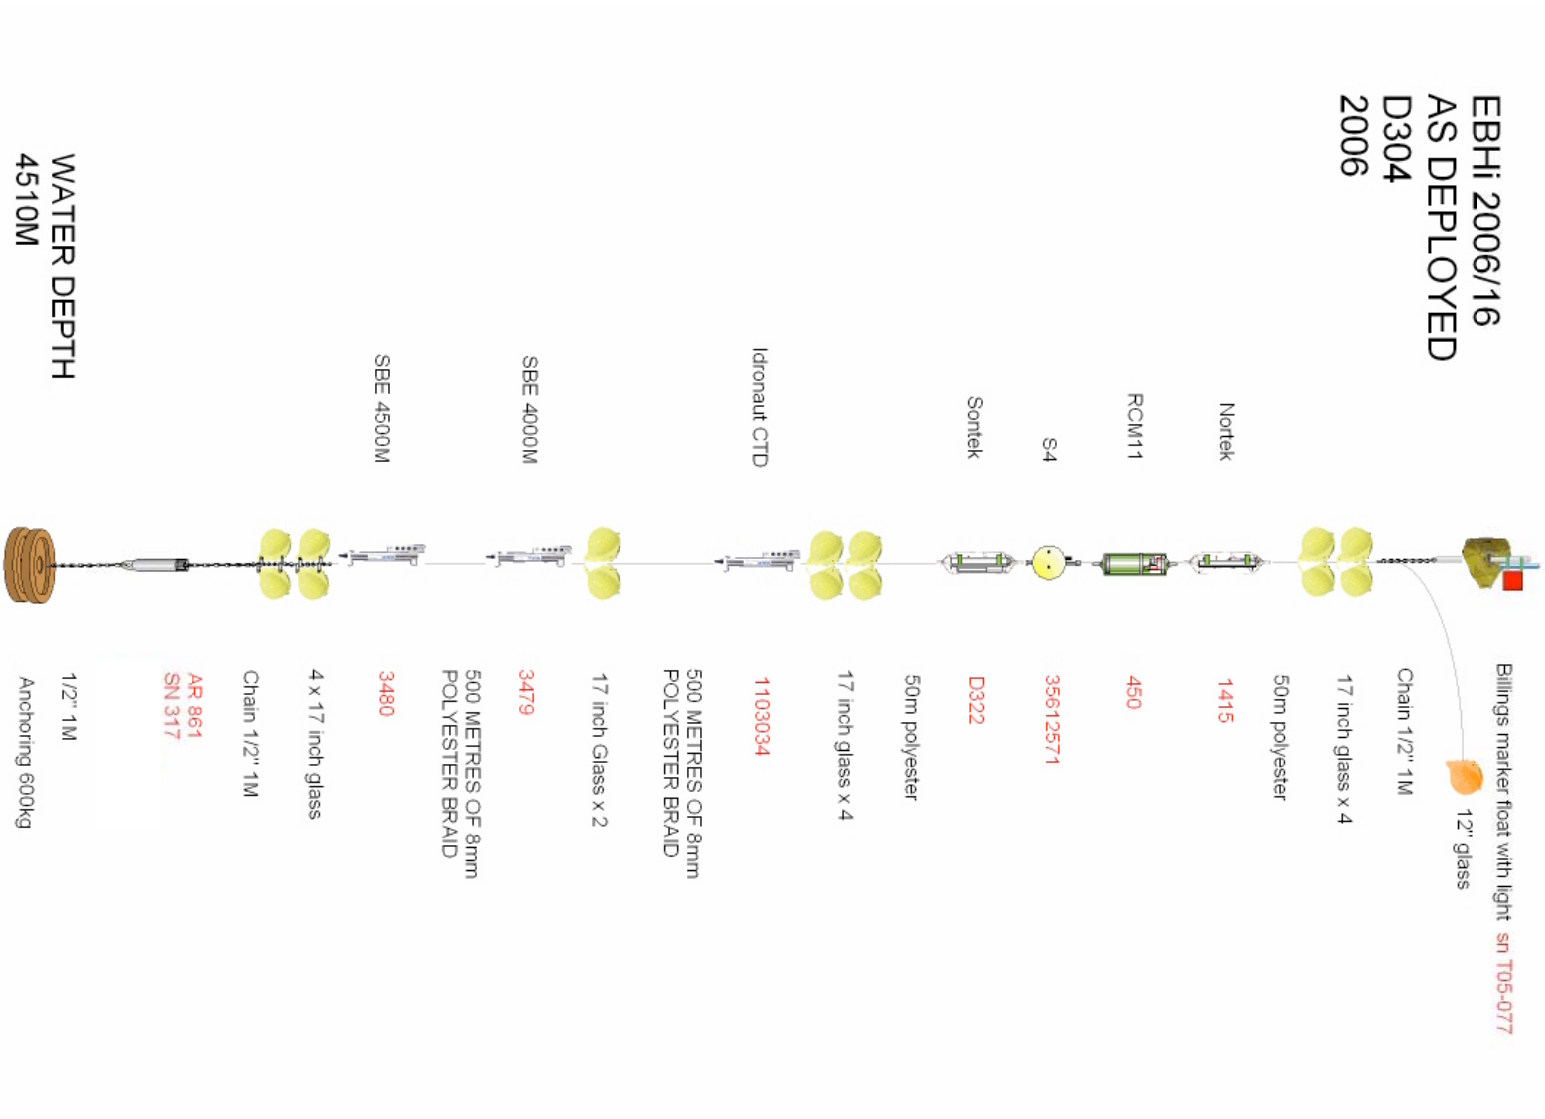 EBHi 2006/16
AS DEPLOYED
D304
2006
Billings marker float with light sn T05-077
12" glass
Chain 1/2" 1M
17 inch glass x 4
50m polyester
Nortek
1415
RCM11
450
S4
35612571
Sontek
D322
50m polyester
17 inch glass x 4
Idronaut CTD
1103034
500 METRES OF 8mm
POLYESTER BRAID
17 inch Glass x 2
SBE 4000M
3479
500 METRES OF 8mm
POLYESTER BRAID
SBE 4500M
3480
4 x 17 inch glass
Chain 1/2" 1M
AR 861
SN 317
1/2" 1M
Anchoring 600kg
WATER DEPTH
4510M